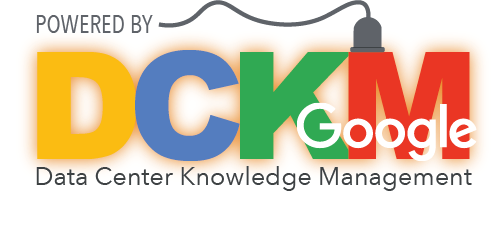 POWERED BY
DCKM
Google
Data Center Knowledge Management